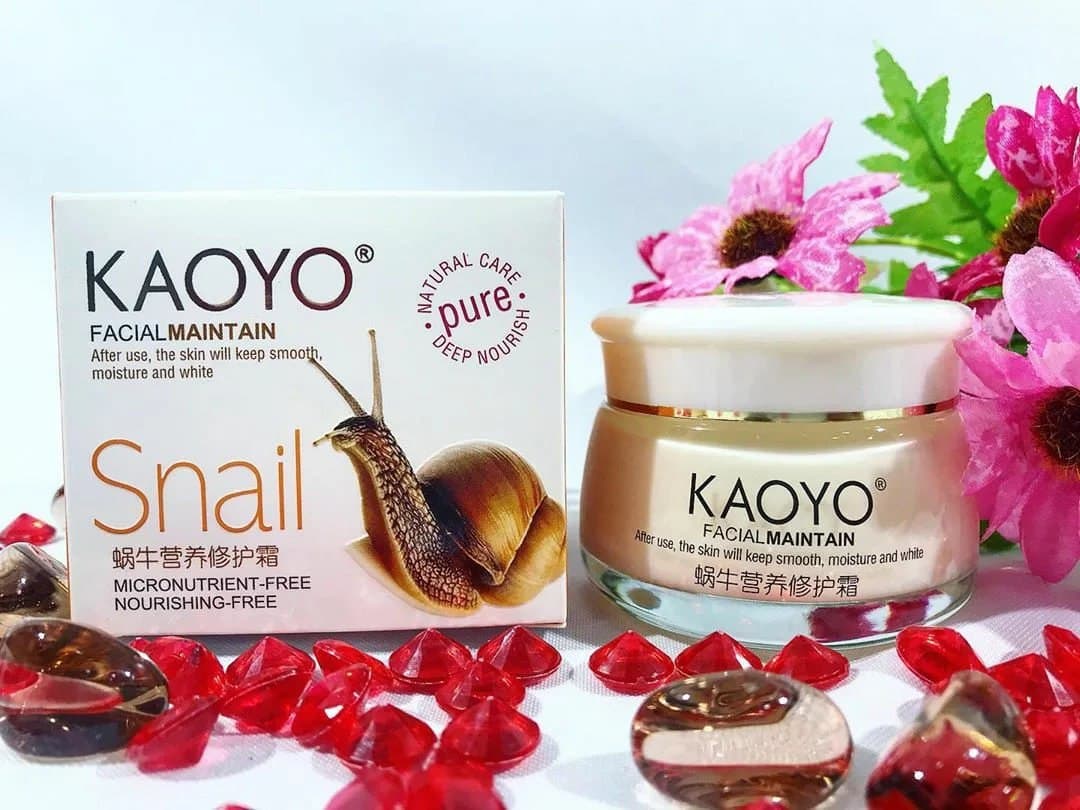 KAOYO®
FACIALMAINTAIN
After use, the skin will keep smooth,
moisture and white
NATURAL CARE
pure
DEEP NOURISH
Snail
蜗牛营养修护霜
MICRONUTRIENT-FREE
NOURISHING-FREE
KAOYO®
FACIALMAINTAIN
After use, the skin will keep smooth, moisture and white
蜗牛营养修护霜